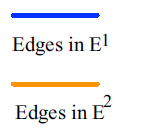 Edges in E¹
Edges in E²